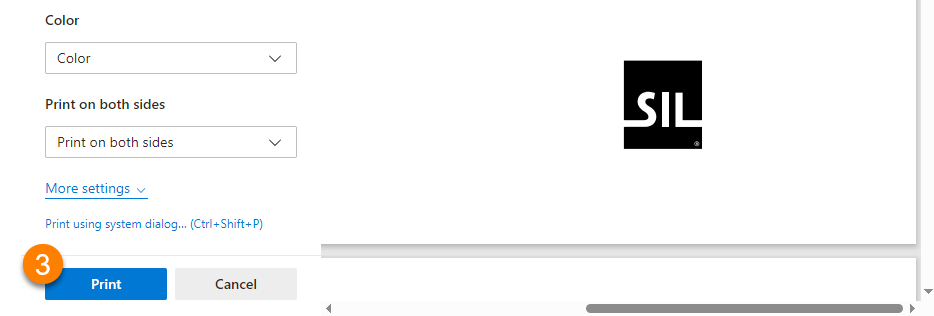 Color
Color
Print on both sides
Print on both sides
More settings
Print using system dialog... (Ctrl+Shift+P)
3
Print
Cancel
SIL
®